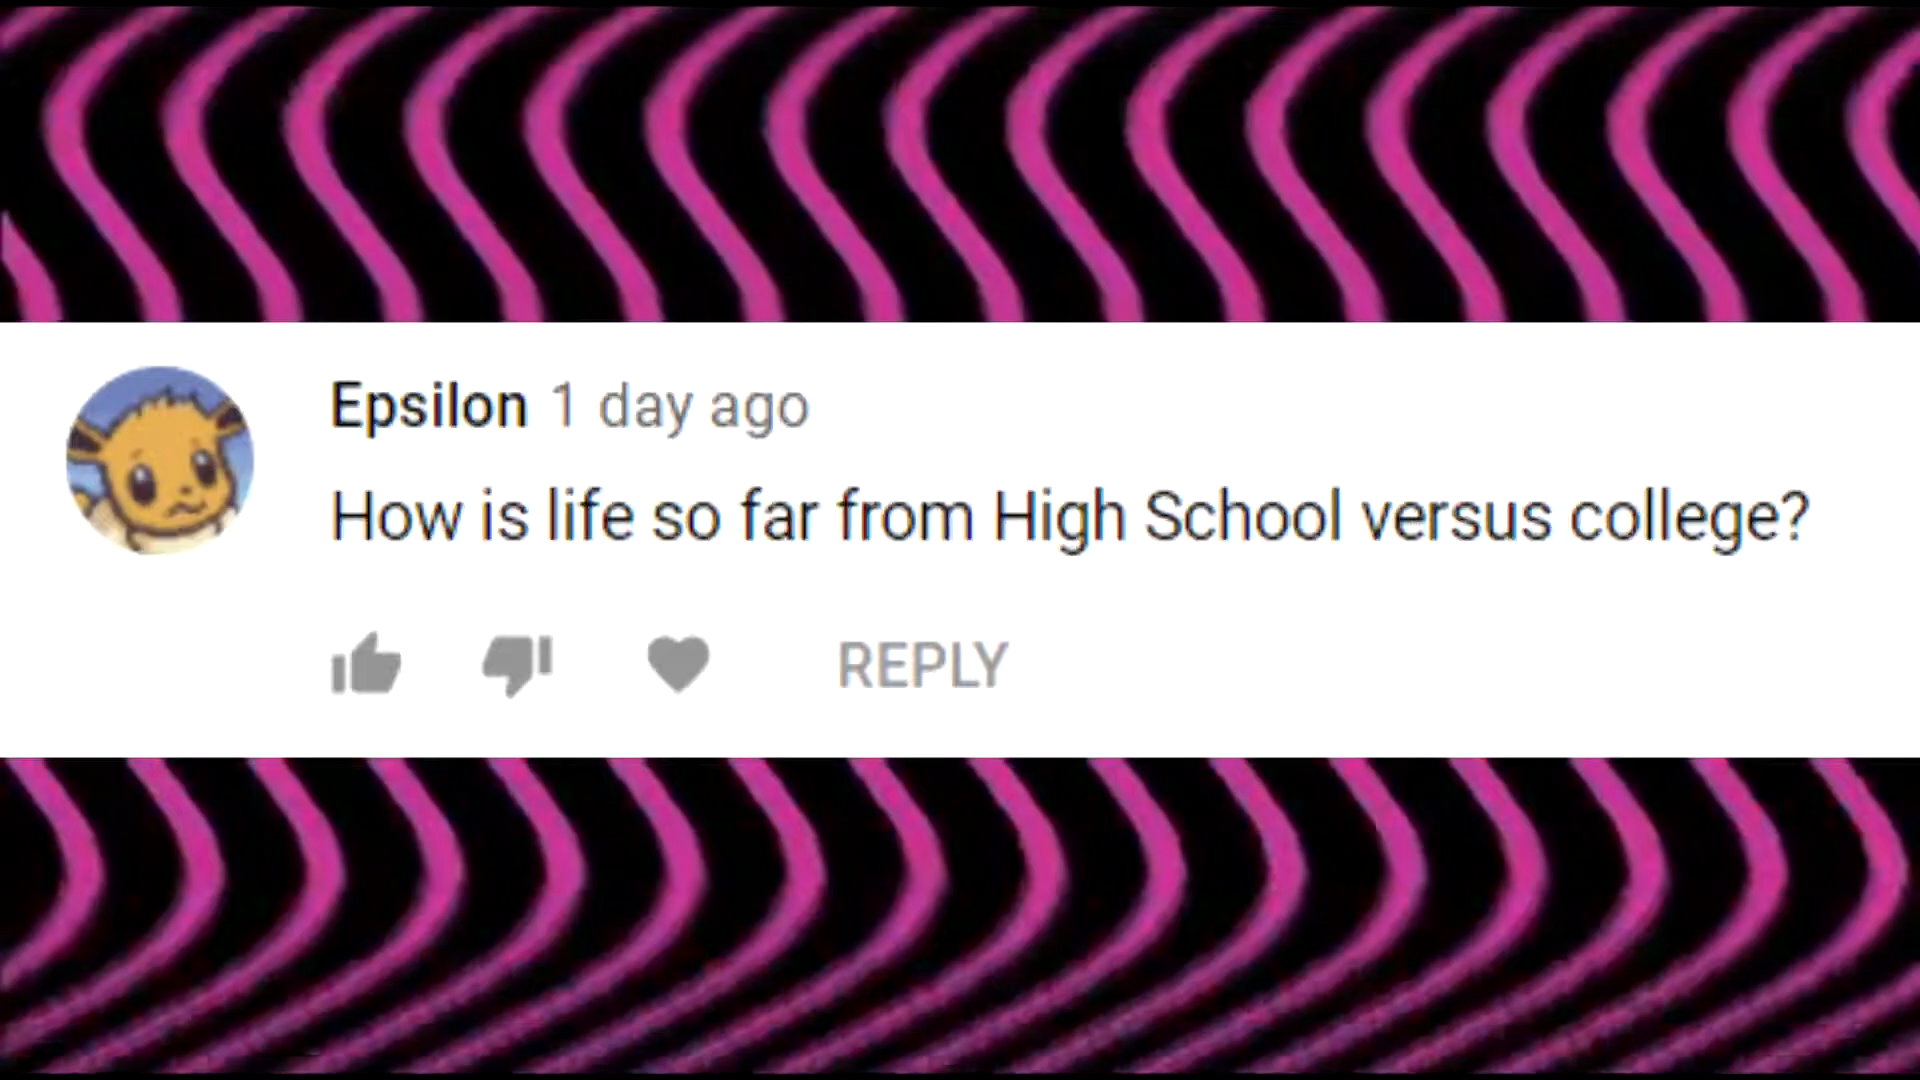 Epsilon 1 day ago
How is life so far from High School versus college?
REPLY